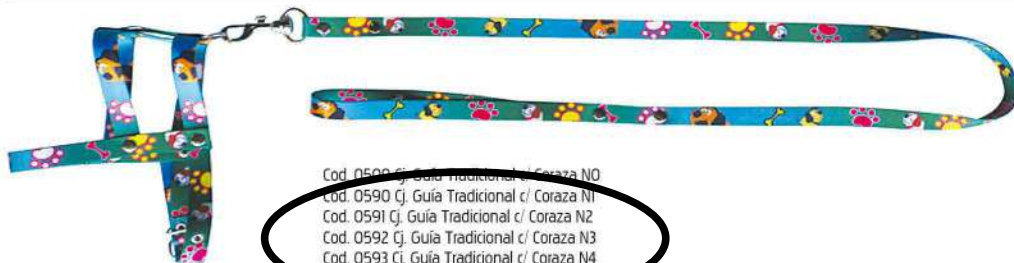 Cod. Cj. Guía Tradicional c/ Coraza N0
Cod. 0590 Cj. Guía Tradicional c/ Coraza N1
Cod. 0591 Cj. Guía Tradicional c/ Coraza N2
Cod. 0592 Cj. Guía Tradicional c/ Coraza N3
Cod. 0593 Cj. Guía Tradicional c/ Coraza N4